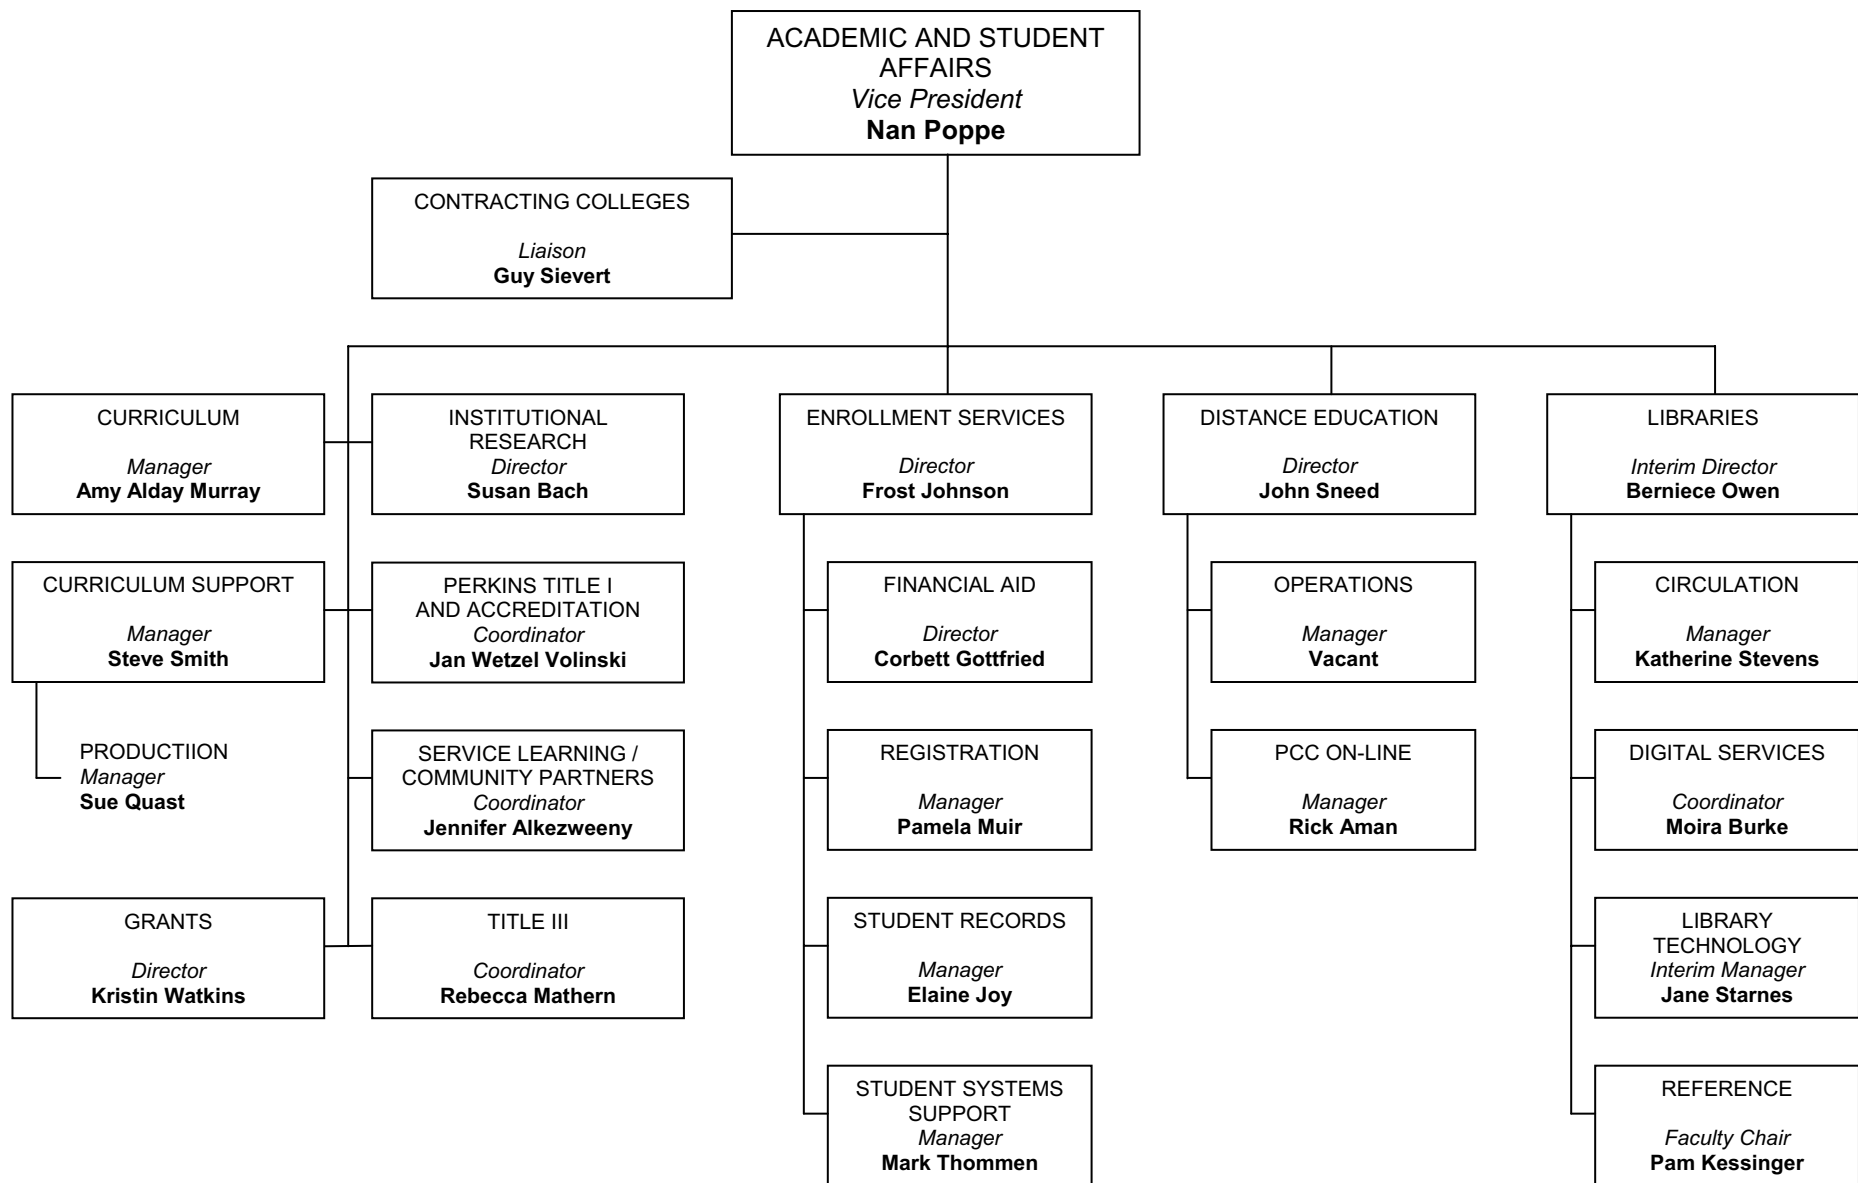 ACADEMIC AND STUDENT
AFFAIRS
Vice President
Nan Poppe
CONTRACTING COLLEGES
Liaison
Guy Sievert
CURRICULUM
Manager
Amy Alday Murray
INSTITUTIONAL
RESEARCH
Director
Susan Bach
ENROLLMENT SERVICES
Director
Frost Johnson
DISTANCE EDUCATION
Director
John Sneed
LIBRARIES
Interim Director
Berniece Owen
CURRICULUM SUPPORT
Manager
Steve Smith
PERKINS TITLE I
AND ACCREDITATION
Coordinator
Jan Wetzel Volinski
FINANCIAL AID
Director
Corbett Gottfried
OPERATIONS
Manager
Vacant
CIRCULATION
Manager
Katherine Stevens
PRODUCTIION
Manager
Sue Quast
SERVICE LEARNING /
COMMUNITY PARTNERS
Coordinator
Jennifer Alkezweeny
REGISTRATION
Manager
Pamela Muir
PCC ON-LINE
Manager
Rick Aman
DIGITAL SERVICES
Coordinator
Moira Burke
GRANTS
Director
Kristin Watkins
TITLE III
Coordinator
Rebecca Mathern
STUDENT RECORDS
Manager
Elaine Joy
LIBRARY
TECHNOLOGY
Interim Manager
Jane Starnes
STUDENT SYSTEMS
SUPPORT
Manager
Mark Thommen
REFERENCE
Faculty Chair
Pam Kessinger